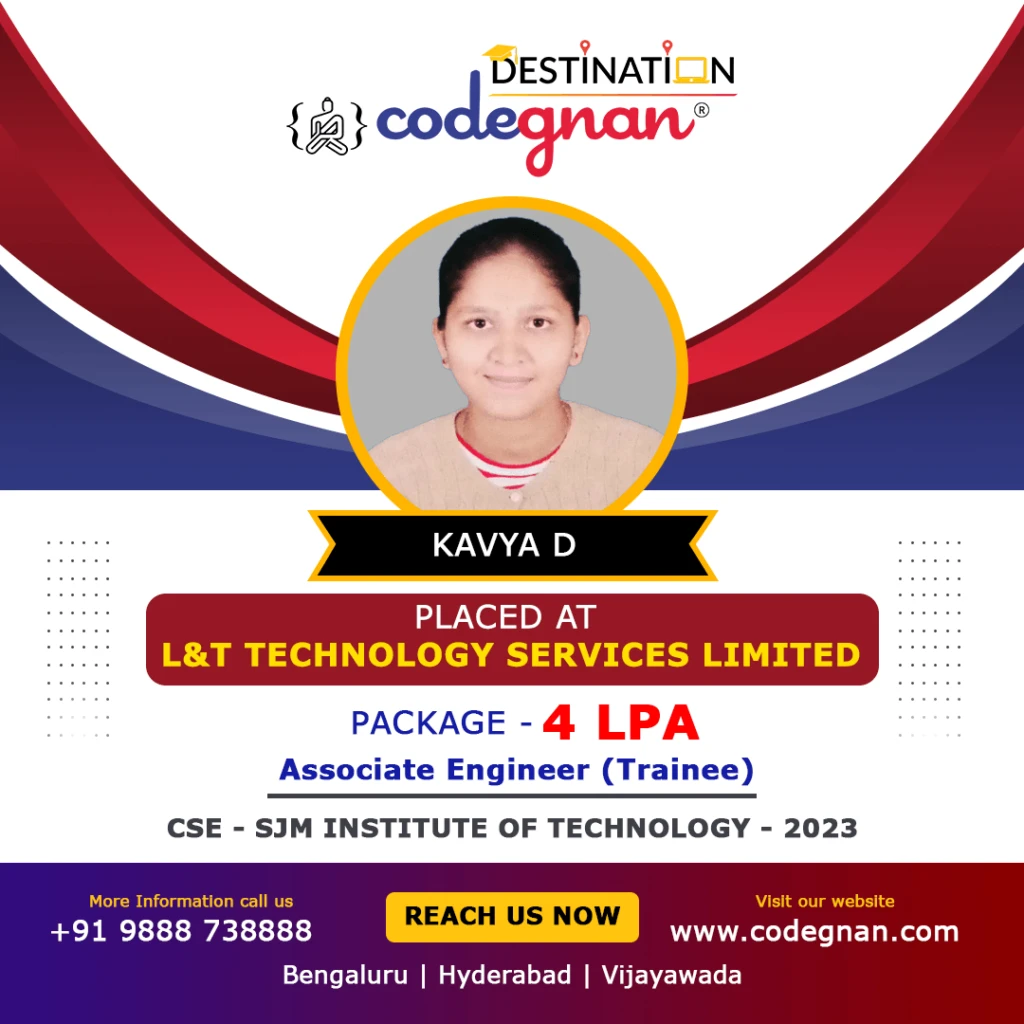 DESTINATION
{} codegnan®
KAVYA D
PLACED AT
L&T TECHNOLOGY SERVICES LIMITED
PACKAGE - 4 LPA
Associate Engineer (Trainee)
CSE - SJM INSTITUTE OF TECHNOLOGY - 2023
More Information call us
+91 9888 738888
REACH US NOW
Visit our website
www.codegnan.com
Bengaluru | Hyderabad | Vijayawada